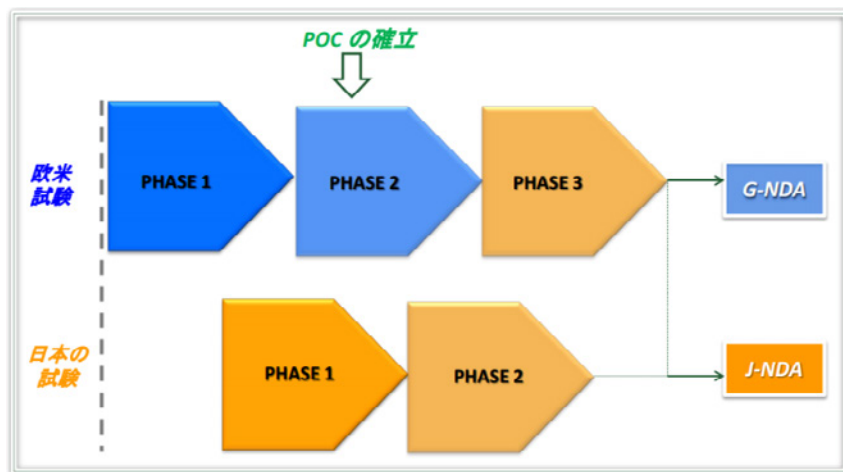 POC の確立
欧米
試験
PHASE 1
PHASE 2
PHASE 3
G-NDA
日本の
試験
PHASE 1
PHASE 2
J-NDA